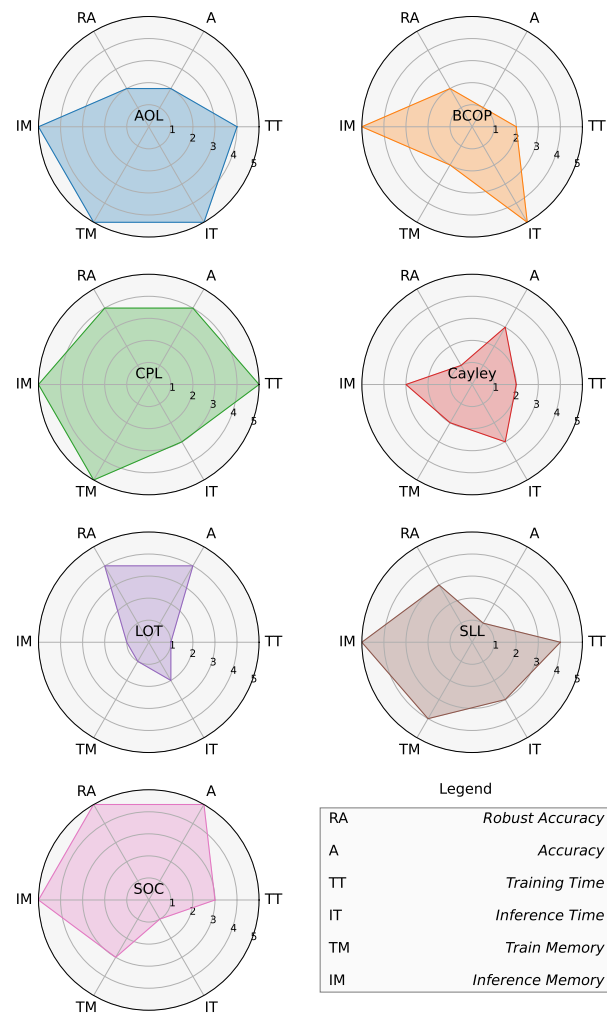 RA A
AOL
IM TT
1 2 3 4 5
TM IT
RA A
BCOP
IM TT
1 2 3 4 5
TM IT
RA A
CPL
IM TT
1 2 3 4 5
TM IT
RA A
Cayley
IM TT
1 2 3 4 5
TM IT
RA A
LOT
IM TT
1 2 3 4 5
TM IT
RA A
SLL
IM TT
1 2 3 4 5
TM IT
RA A
SOC
IM TT
1 2 3 4 5
TM IT
Legend
RA Robust Accuracy
A Accuracy
TT Training Time
IT Inference Time
TM Train Memory
IM Inference Memory